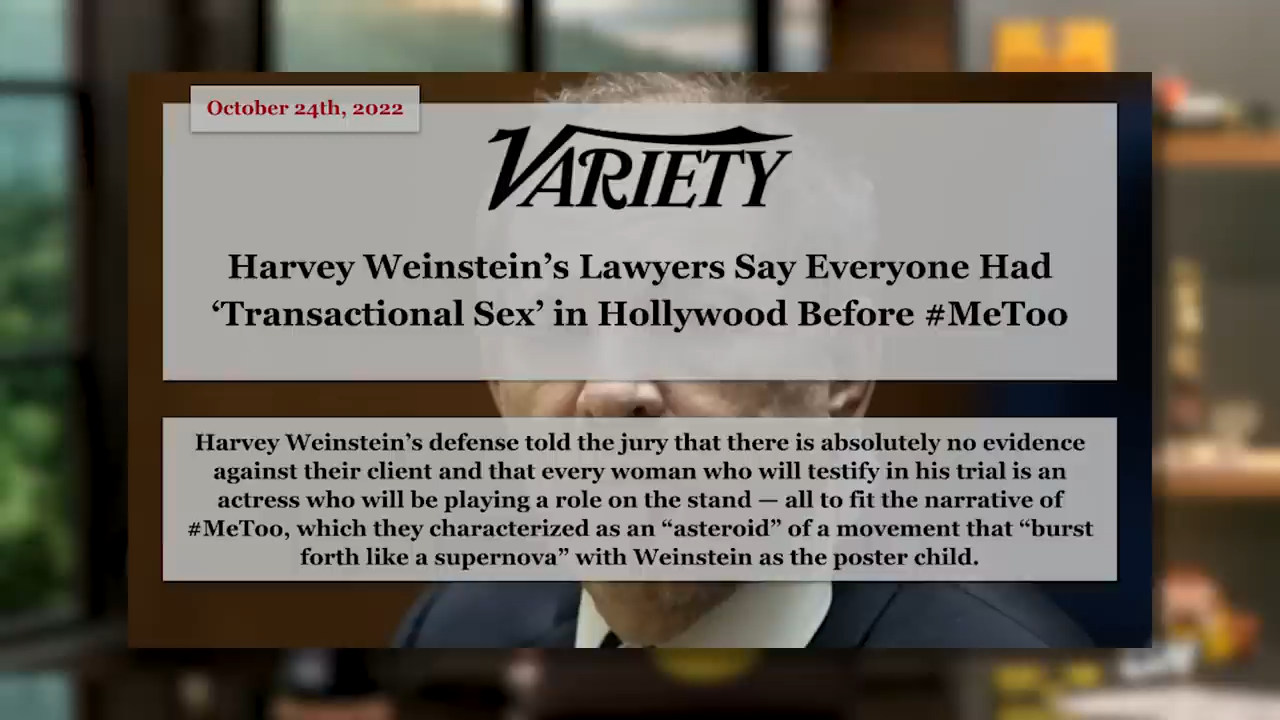 October 24th, 2022
VARIETY
Harvey Weinstein’s Lawyers Say Everyone Had
‘Transactional Sex’ in Hollywood Before #MeToo
Harvey Weinstein’s defense told the jury that there is absolutely no evidence
against their client and that every woman who will testify in his trial is an
actress who will be playing a role on the stand — all to fit the narrative of
#MeToo, which they characterized as an “asteroid” of a movement that “burst
forth like a supernova” with Weinstein as the poster child.